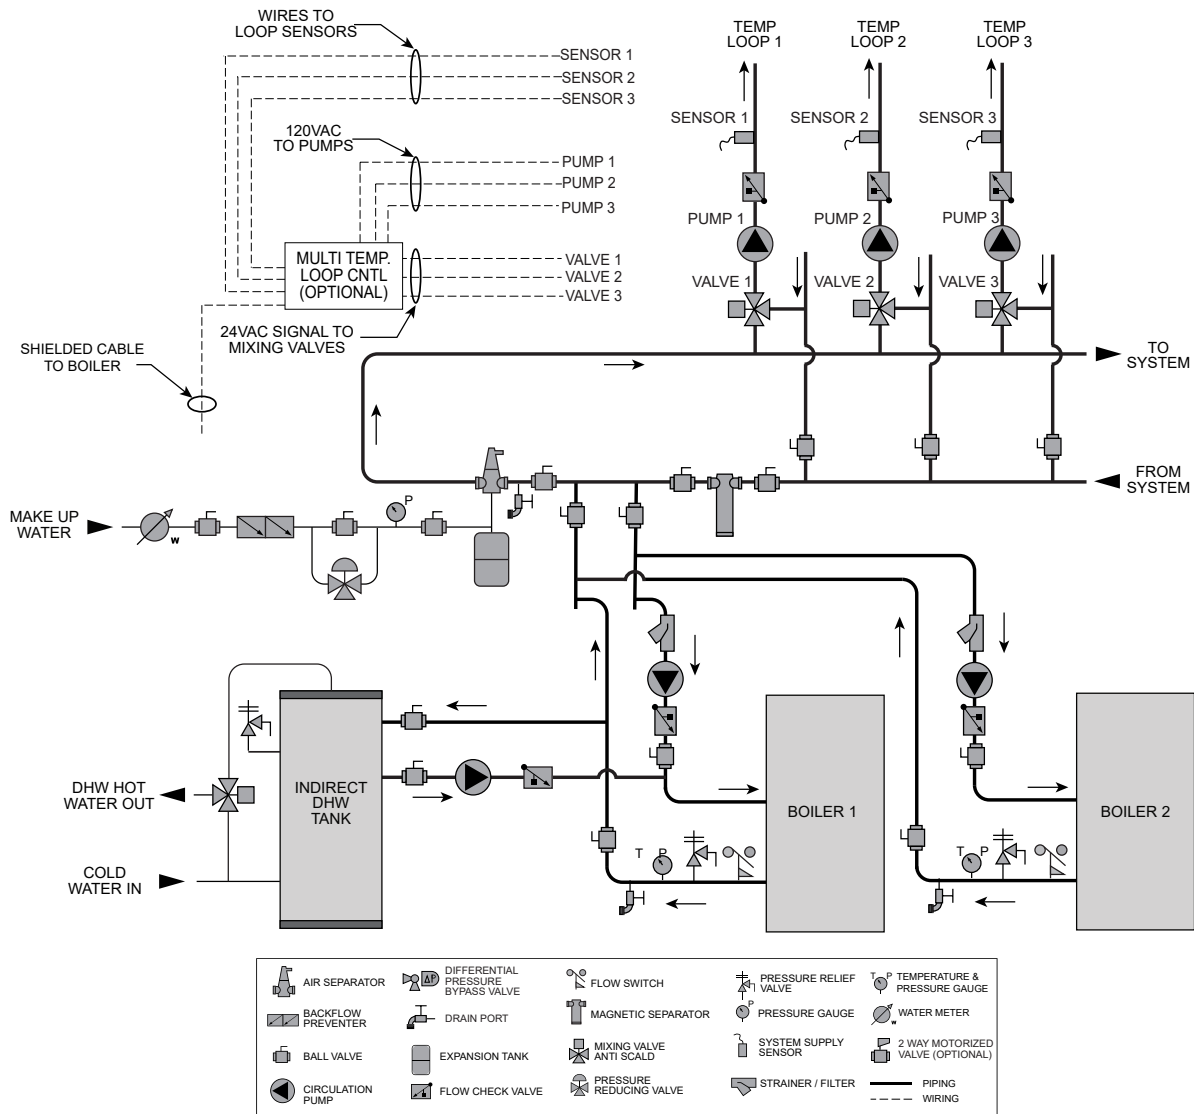 WIRES TO
LOOP SENSORS
SENSOR 1
SENSOR 2
SENSOR 3
120VAC
TO PUMPS
PUMP 1
PUMP 2
PUMP 3
MULTI TEMP.
LOOP CNTL
(OPTIONAL)
VALVE 1
VALVE 2
VALVE 3
24VAC SIGNAL TO
MIXING VALVES
SHIELDED CABLE
TO BOILER
TEMP
LOOP 1
TEMP
LOOP 2
TEMP
LOOP 3
SENSOR 1
SENSOR 2
SENSOR 3
PUMP 1
PUMP 2
PUMP 3
VALVE 1
VALVE 2
VALVE 3
TO
SYSTEM
FROM
SYSTEM
MAKE UP
WATER
W
P
DHW HOT
WATER OUT
COLD
WATER IN
INDIRECT
DHW
TANK
BOILER 1
T P
BOILER 2
T P
AIR SEPARATOR
BACKFLOW
PREVENTER
BALL VALVE
CIRCULATION
PUMP
ΔP
DIFFERENTIAL
PRESSURE
BYPASS VALVE
DRAIN PORT
EXPANSION TANK
FLOW CHECK VALVE
FLOW SWITCH
MAGNETIC SEPARATOR
MIXING VALVE
ANTI SCALD
PRESSURE
REDUCING VALVE
PRESSURE RELIEF
VALVE
P
PRESSURE GAUGE
SYSTEM SUPPLY
SENSOR
STRAINER / FILTER
T P
TEMPERATURE &
PRESSURE GAUGE
W
WATER METER
2 WAY MOTORIZED
VALVE (OPTIONAL)
PIPING
WIRING